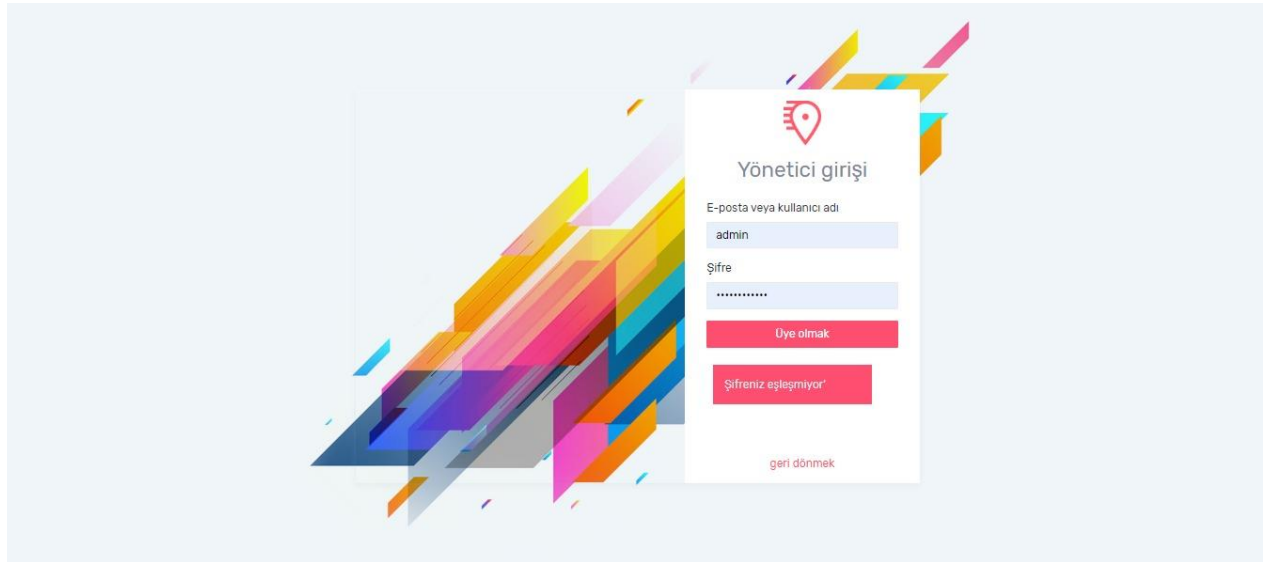 Yönetici girişi
E-posta veya kullanıcı adı
admin
Şifre
••••••••••••
Üye olmak
Şifreniz eşleşmiyor'
geri dönmek